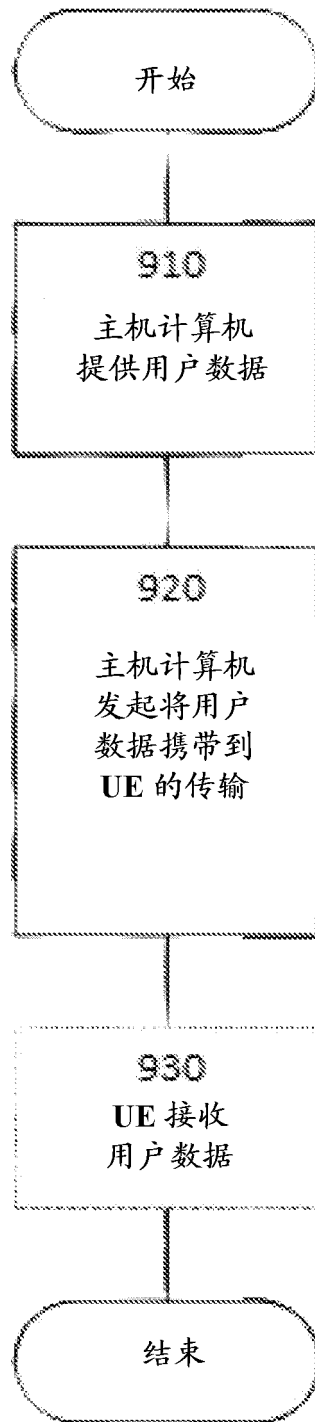 开始
910
主机计算机
提供用户数据
920
主机计算机
发起将用户
数据携带到
UE 的传输
930
UE 接收
用户数据
结束